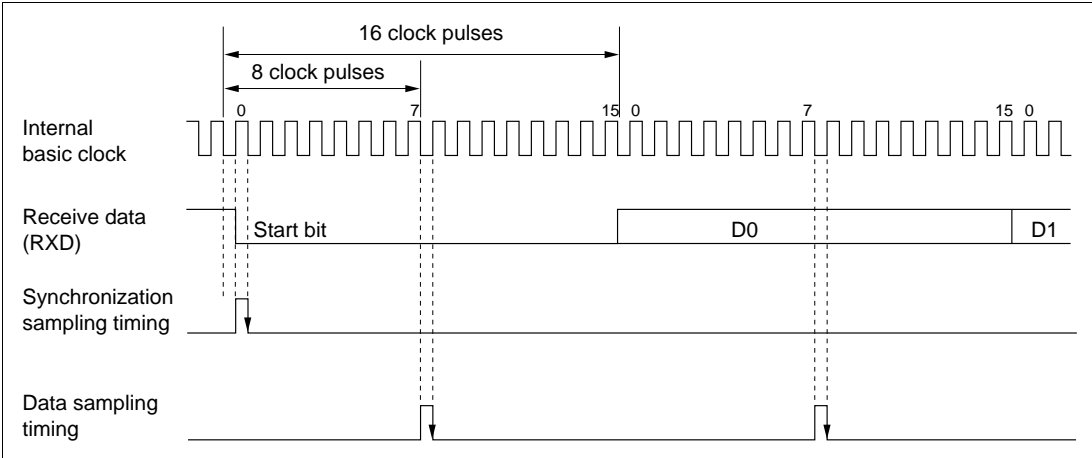 16 clock pulses
8 clock pulses
0 7 15 0 7 15 0
Internal
basic clock
Receive data
(RXD)
Start bit D0 D1
Synchronization
sampling timing
Data sampling
timing